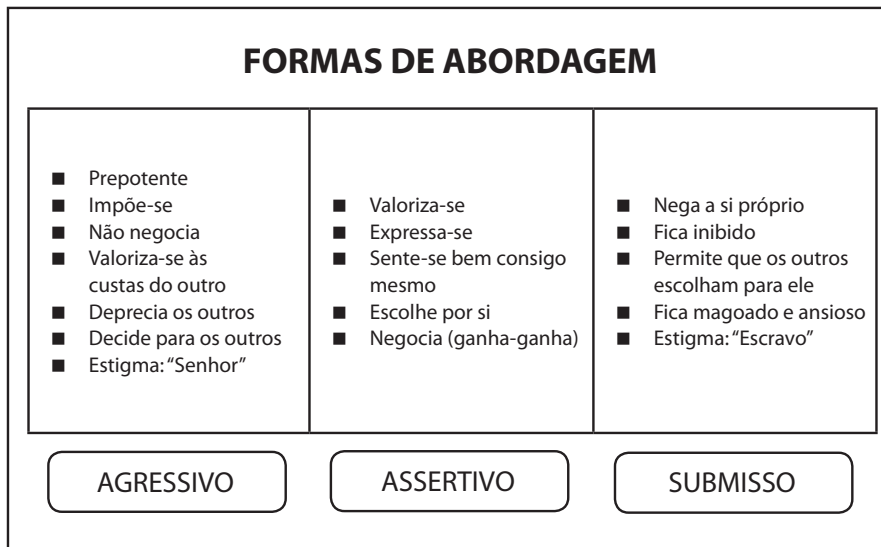 FORMAS DE ABORDAGEM
■ Prepotente
■ Impõe-se
■ Não negocia
■ Valoriza-se às
custas do outro
■ Deprecia os outros
■ Decide para os outros
■ Estigma: “Senhor”
AGRESSIVO
■ Valoriza-se
■ Expressa-se
■ Sente-se bem consigo
mesmo
■ Escolhe por si
■ Negocia (ganha-ganha)
ASSERTIVO
■ Nega a si próprio
■ Fica inibido
■ Permite que os outros
escolham para ele
■ Fica magoado e ansioso
■ Estigma: “Escravo”
SUBMISSO